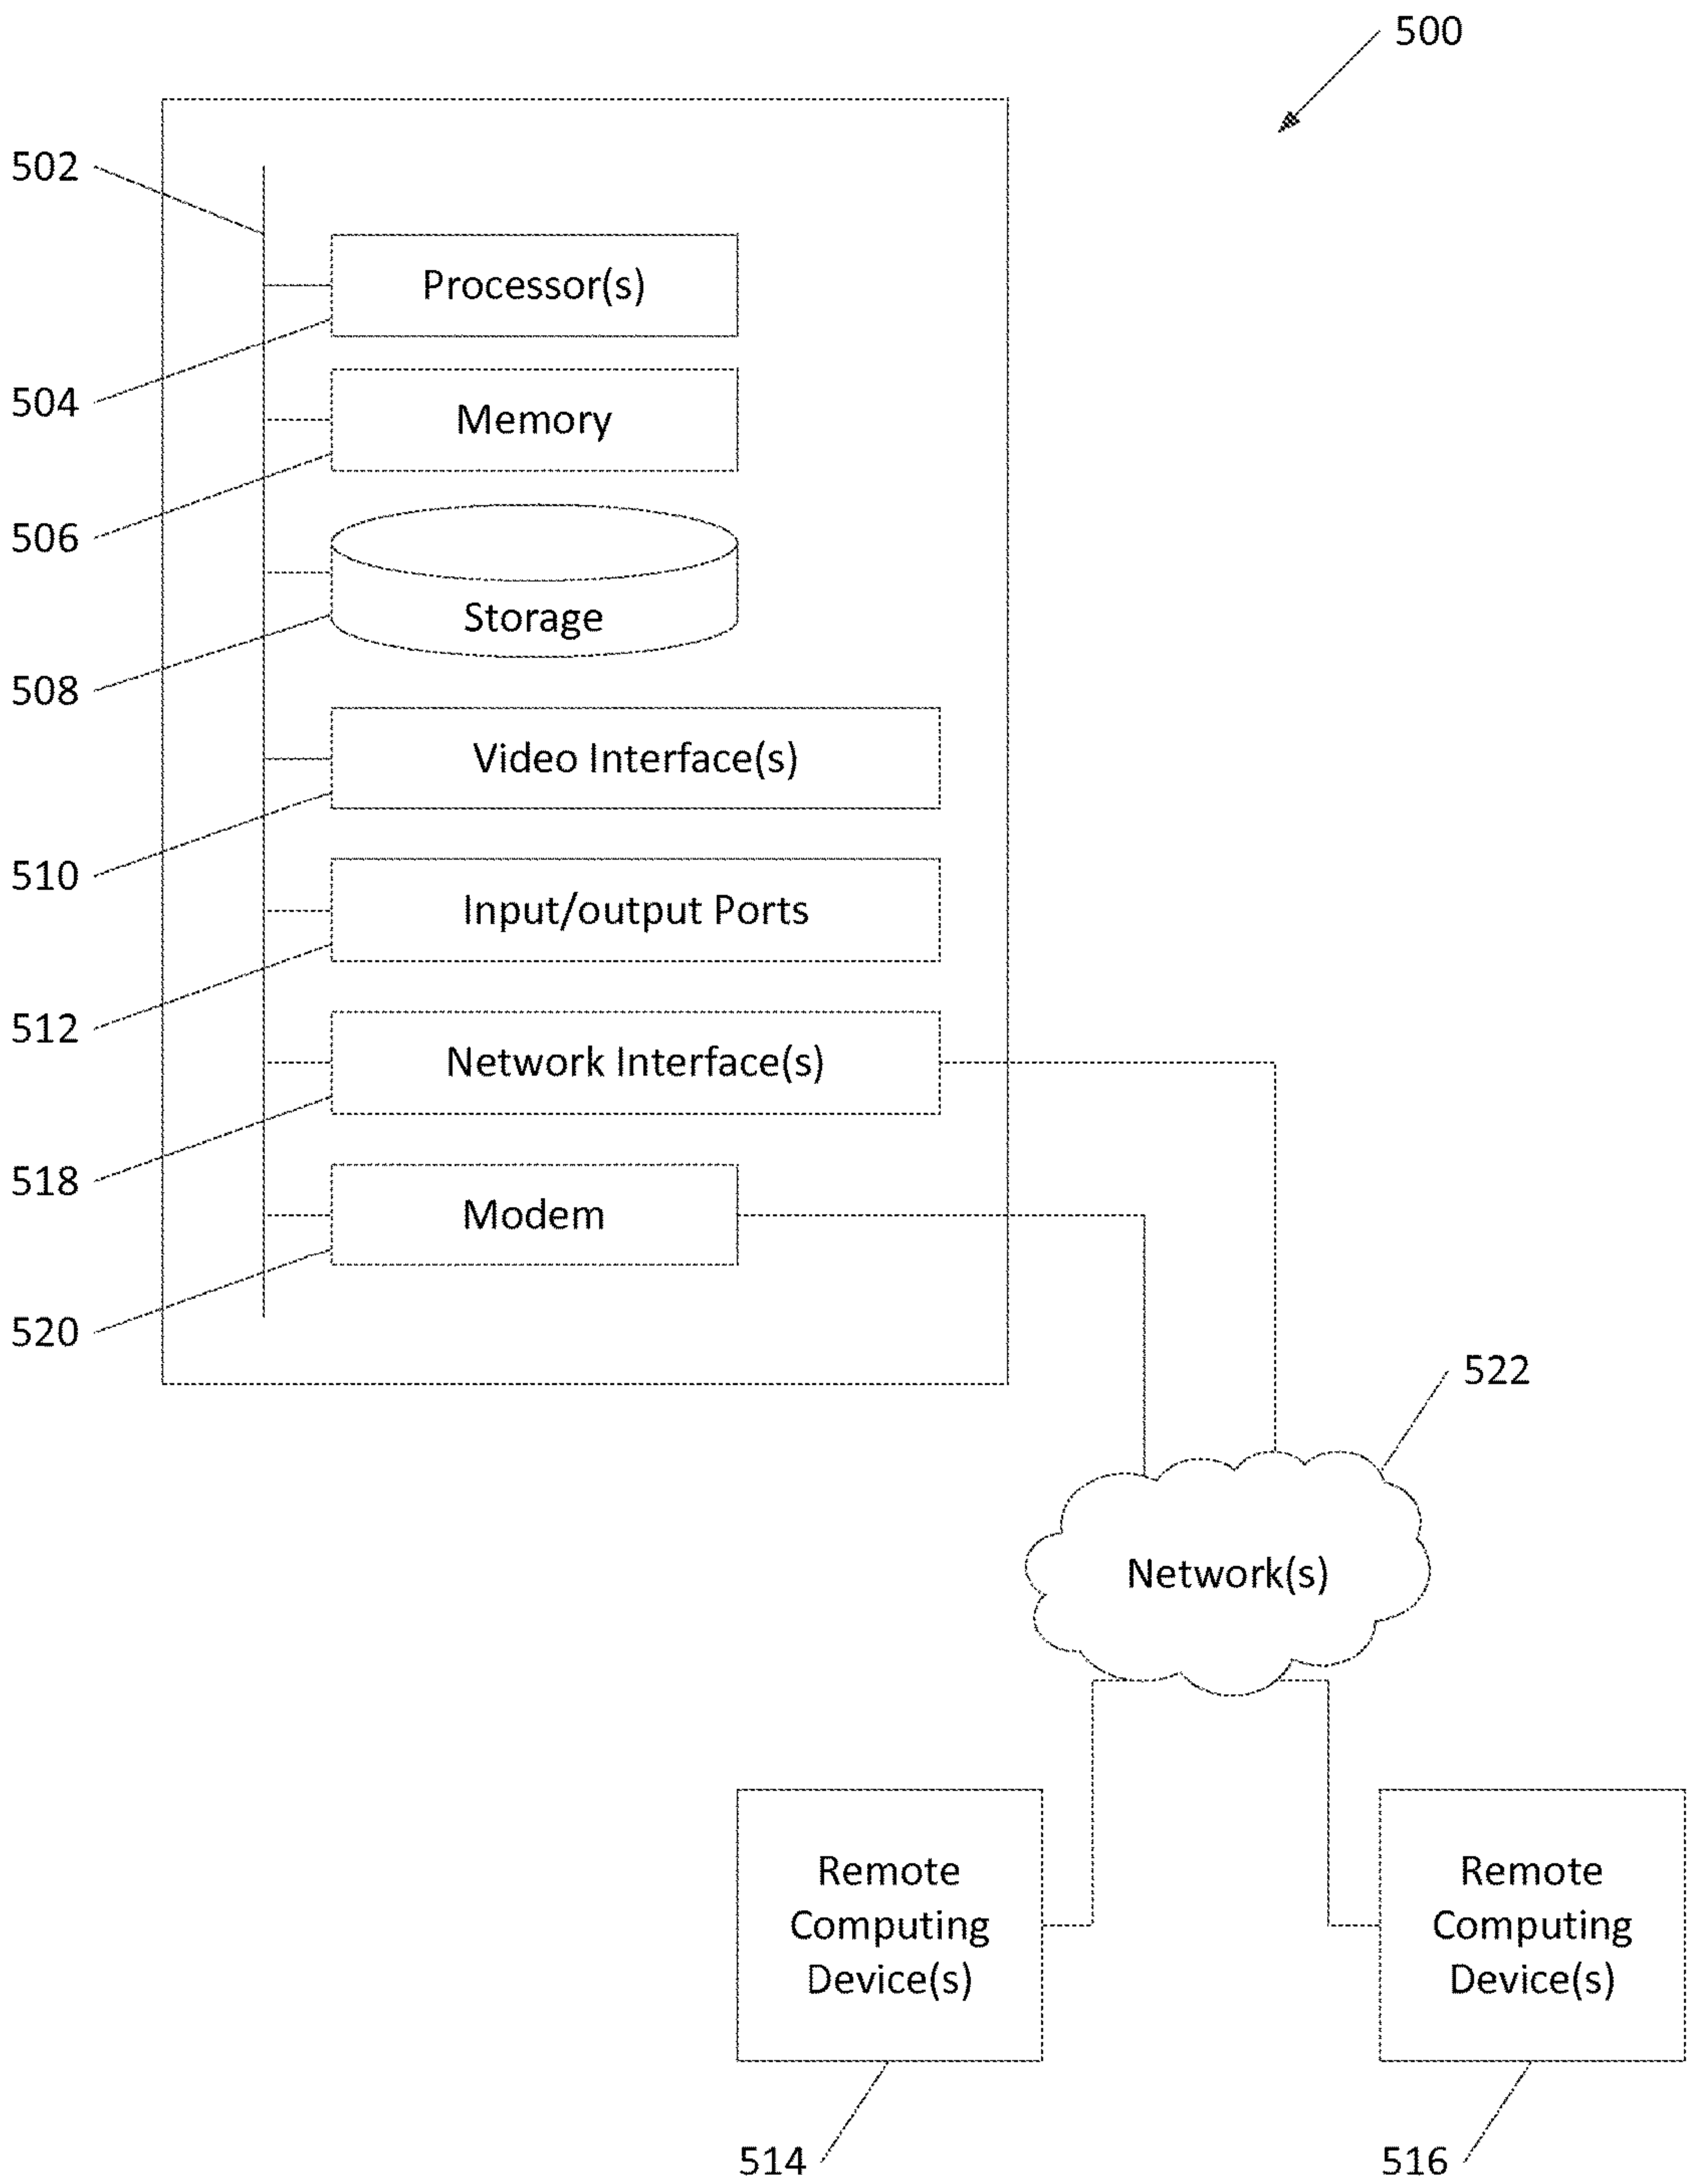 500
502
Processor(s)
504
Memory
506
Storage
508
Video Interface(s)
510
Input/output Ports
512
Network Interface(s)
518
Modem
520
522
Network(s)
Remote
Computing
Device(s)
Remote
Computing
Device(s)
514
516